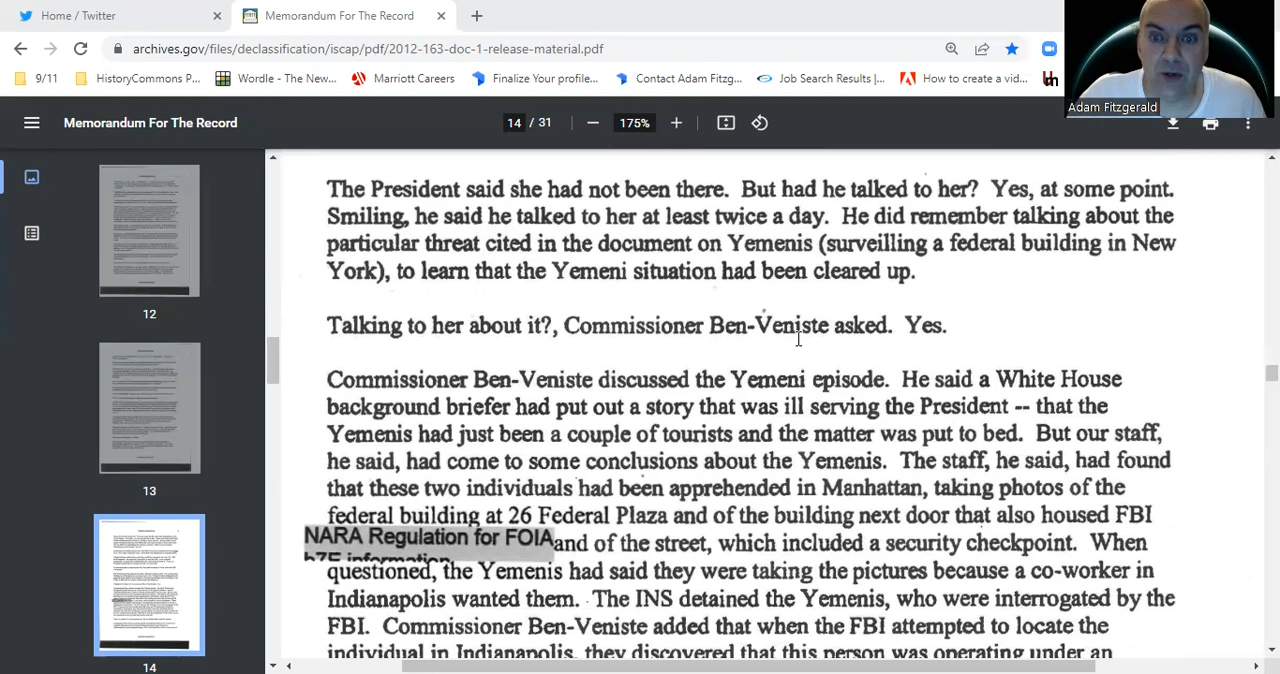 Home / Twitter
Memorandum For The Record
archives.gov/files/declassification/iscap/pdf/2012-163-doc-1-release-material.pdf
9/11
HistoryCommons P...
Wordle - The New...
Marriott Careers
Finalize Your profile...
Contact Adam Fitzg...
Job Search Results |...
How to create a vid...
Adam Fitzgerald
Memorandum For The Record
14 / 31
175%
The President said she had not been there. But had he talked to her? Yes, at some point.
Smiling, he said he talked to her at least twice a day. He did remember talking about the
particular threat cited in the document on Yemenis (surveilling a federal building in New
York), to learn that the Yemeni situation had been cleared up.
Talking to her about it?, Commissioner Ben-Veniste asked. Yes.
Commissioner Ben-Veniste discussed the Yemeni episode. He said a White House
background briefer had put out a story that was ill serving the President -- that the
Yemenis had just been a couple of tourists and the matter was put to bed. But our staff,
he said, had come to some conclusions about the Yemenis. The staff, he said, had found
that these two individuals had been apprehended in Manhattan, taking photos of the
federal building at 26 Federal Plaza and of the building next door that also housed FBI
NARA Regulation for FOIA
and of the street, which included a security checkpoint. When
questioned, the Yemenis had said they were taking the pictures because a co-worker in
Indianapolis wanted them. The INS detained the Yemenis, who were interrogated by the
FBI. Commissioner Ben-Veniste added that when the FBI attempted to locate the
individual in Indianapolis, they discovered that this person was operating under an
12
13
14